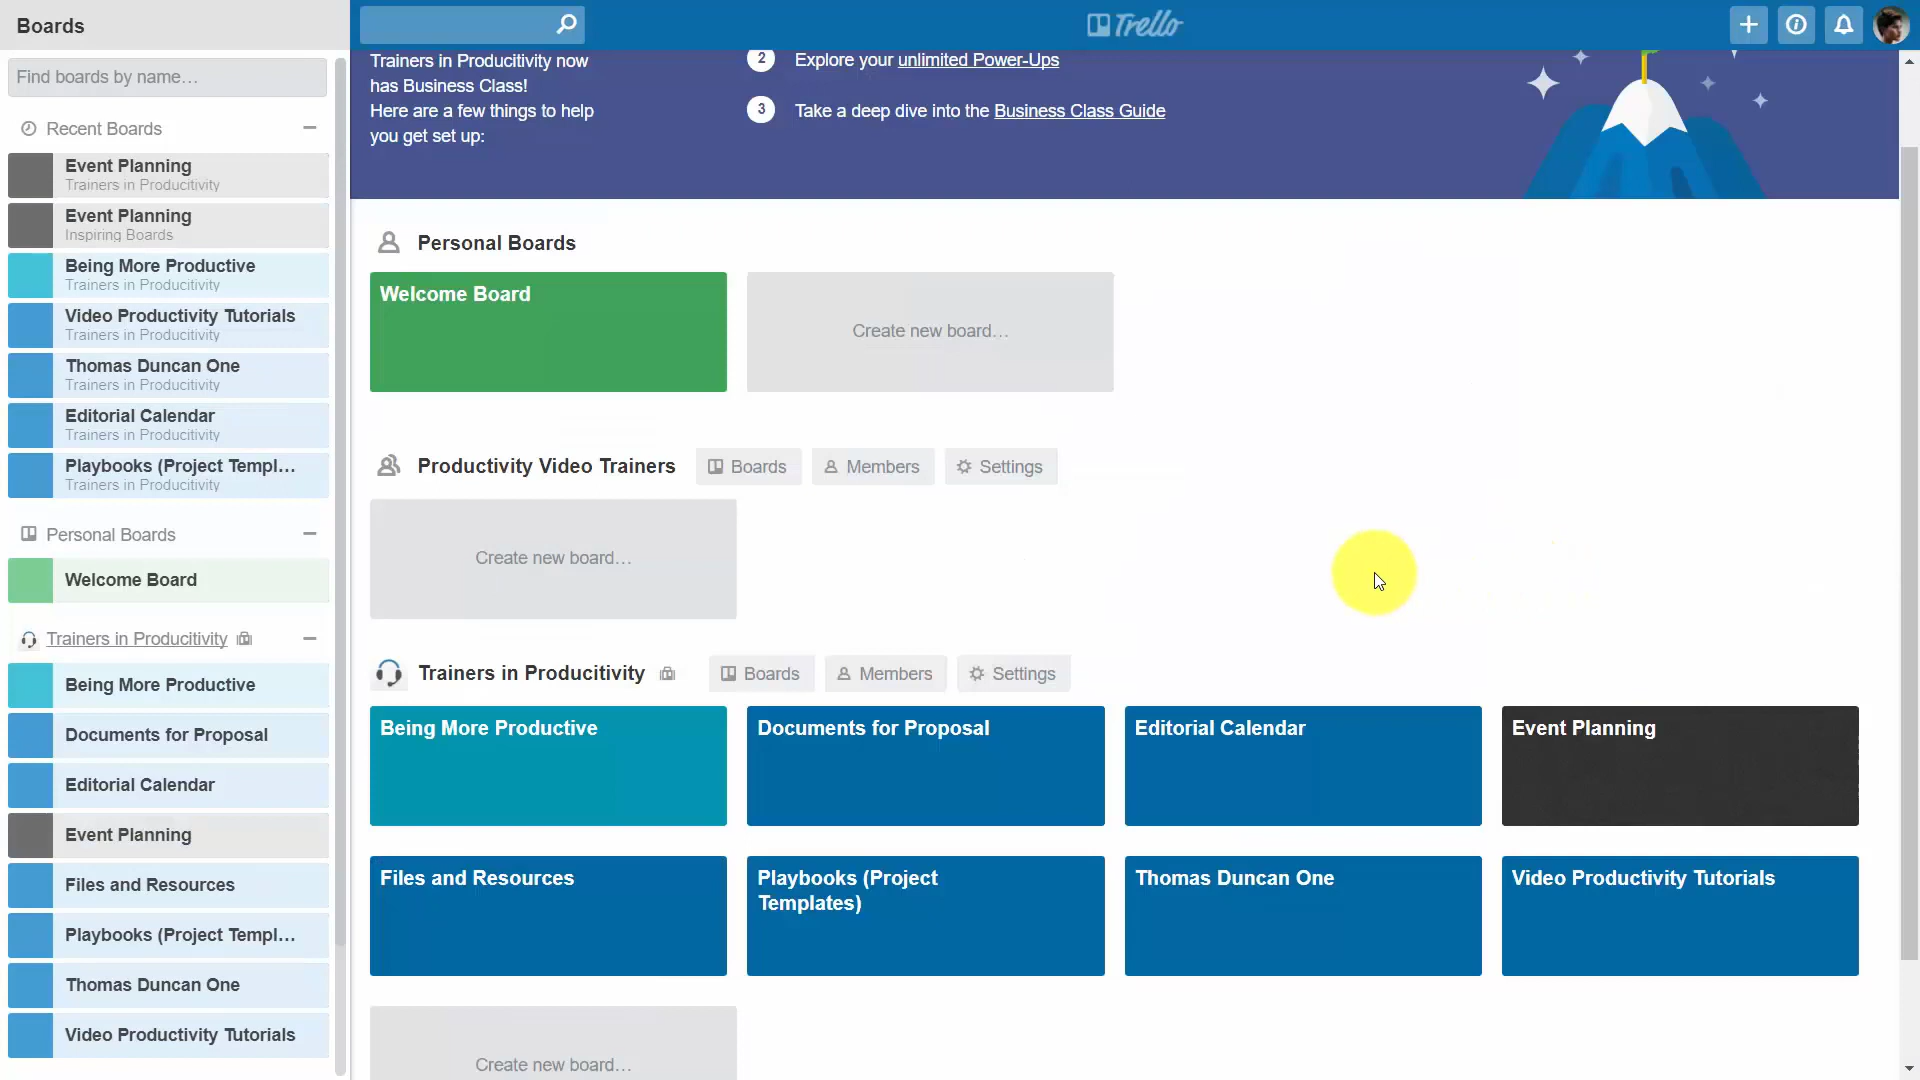 Boards
Find boards by name…
Recent Boards
Event Planning
Trainers in Producitivity
Event Planning
Inspiring Boards
Being More Productive
Trainers in Producitivity
Video Productivity Tutorials
Trainers in Producitivity
Thomas Duncan One
Trainers in Producitivity
Editorial Calendar
Trainers in Producitivity
Playbooks (Project Templ…
Trainers in Producitivity
Personal Boards
Welcome Board
Trainers in Producitivity
Being More Productive
Documents for Proposal
Editorial Calendar
Event Planning
Files and Resources
Playbooks (Project Templ…
Thomas Duncan One
Video Productivity Tutorials
Trello
Trainers in Producitivity now
has Business Class!
Here are a few things to help
you get set up:
2 Explore your unlimited Power-Ups
3 Take a deep dive into the Business Class Guide
Personal Boards
Welcome Board
Create new board…
Productivity Video Trainers Boards Members Settings
Create new board…
Trainers in Producitivity Boards Members Settings
Being More Productive
Documents for Proposal
Editorial Calendar
Event Planning
Files and Resources
Playbooks (Project
Templates)
Thomas Duncan One
Video Productivity Tutorials
Create new board…